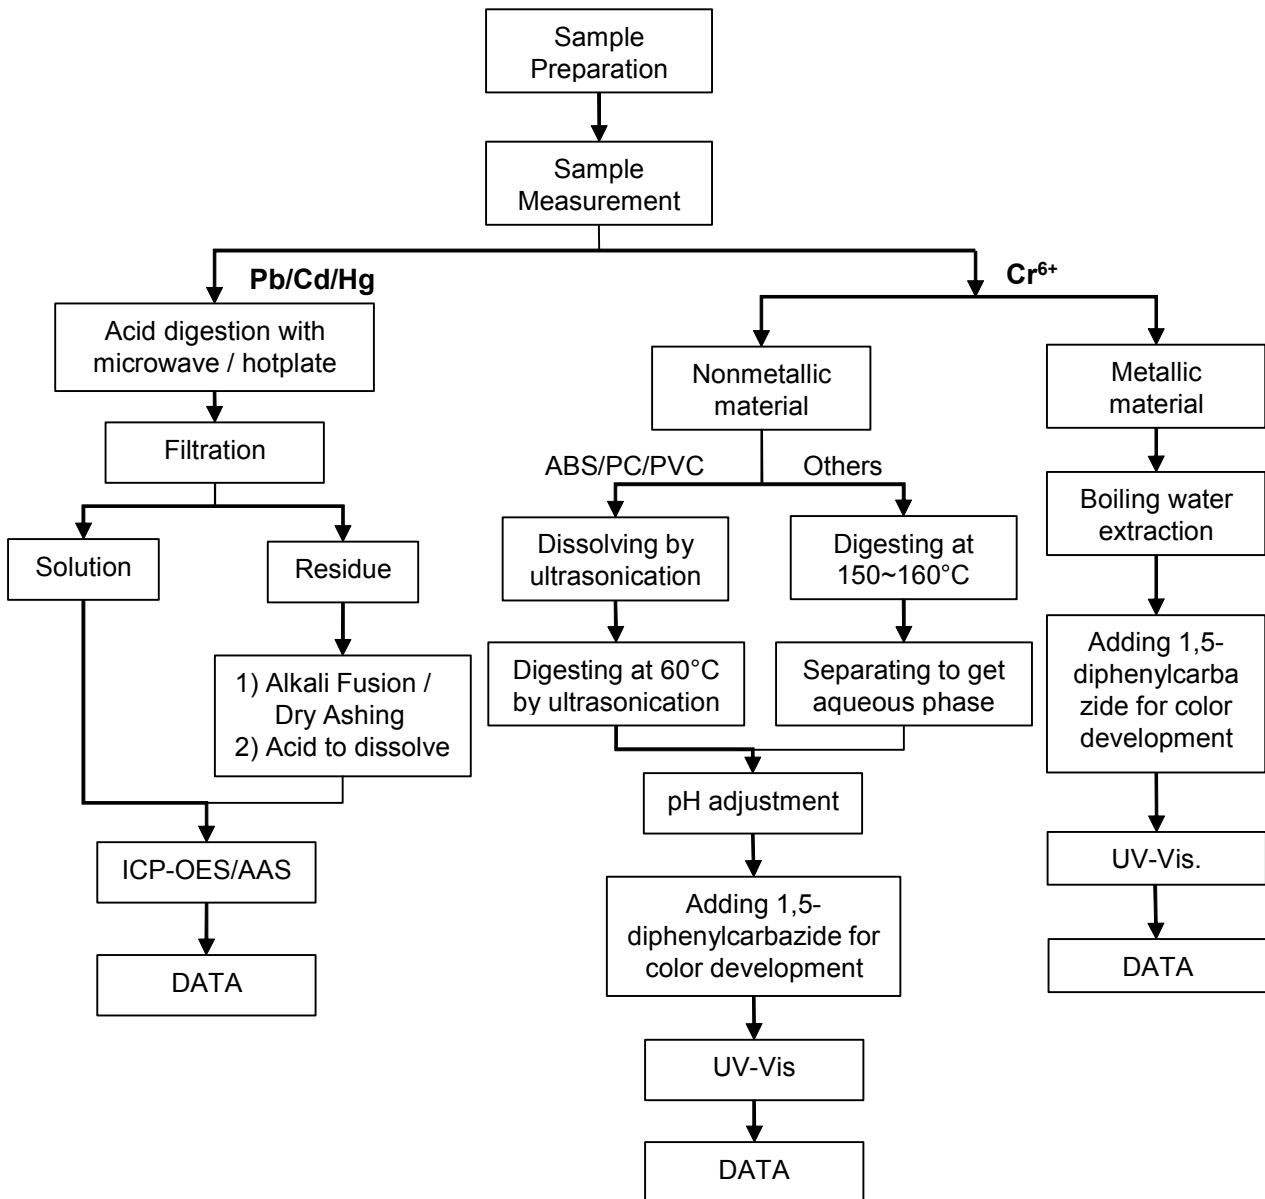 Sample
Preparation
Sample
Measurement
Pb/Cd/Hg
Acid digestion with
microwave / hotplate
Filtration
Solution
Residue
1) Alkali Fusion /
Dry Ashing
2) Acid to dissolve
ICP-OES/AAS
DATA
Cr⁶⁺
Nonmetallic
material
ABS/PC/PVC
Others
Dissolving by
ultrasonication
Digesting at
150~160°C
Digesting at 60°C
by ultrasonication
Separating to get
aqueous phase
pH adjustment
Adding 1,5-
diphenylcarbazide for
color development
UV-Vis
DATA
Metallic
material
Boiling water
extraction
Adding 1,5-
diphenylcarba
zide for color
development
UV-Vis.
DATA